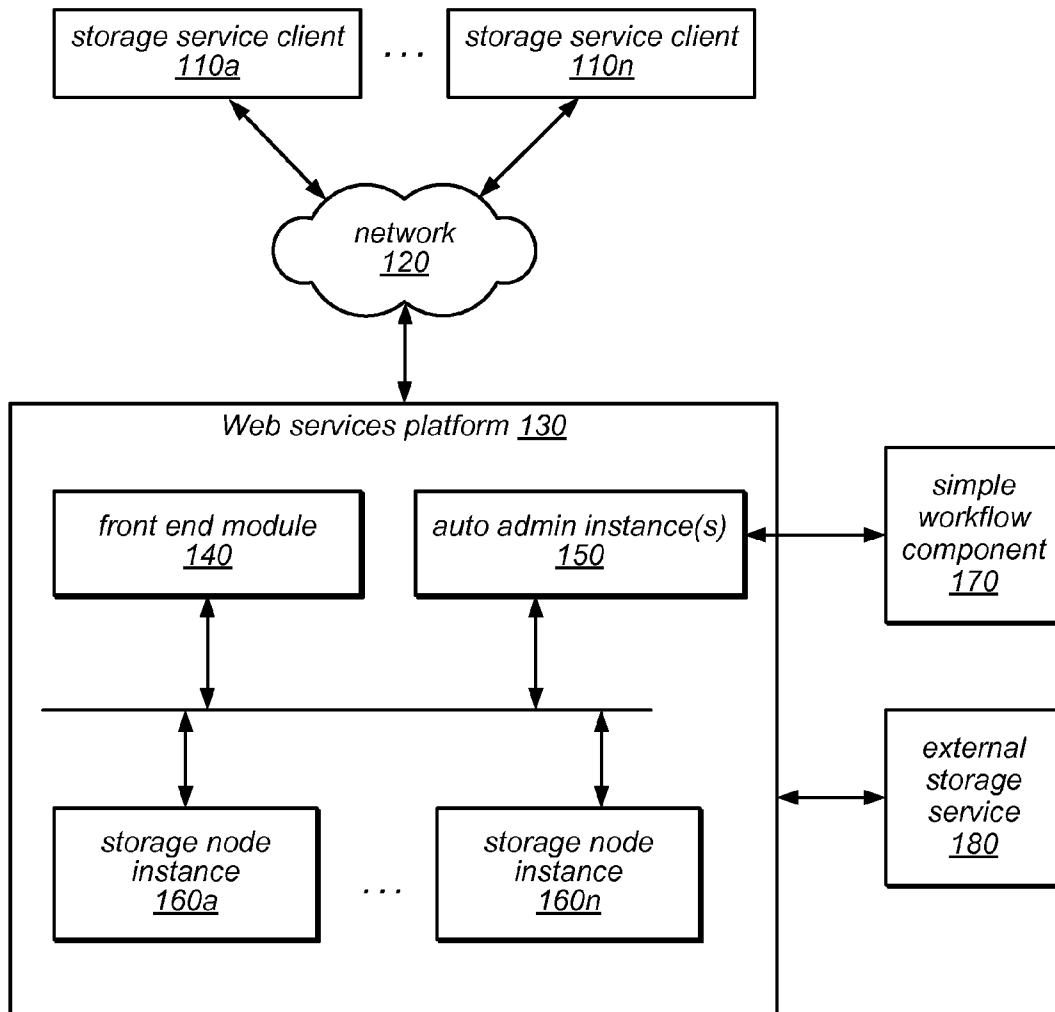 storage service client
110a
. . .
storage service client
110n
network
120
Web services platform 130
front end module
140
auto admin instance(s)
150
simple
workflow
component
170
storage node
instance
160a
. . .
storage node
instance
160n
external
storage
service
180